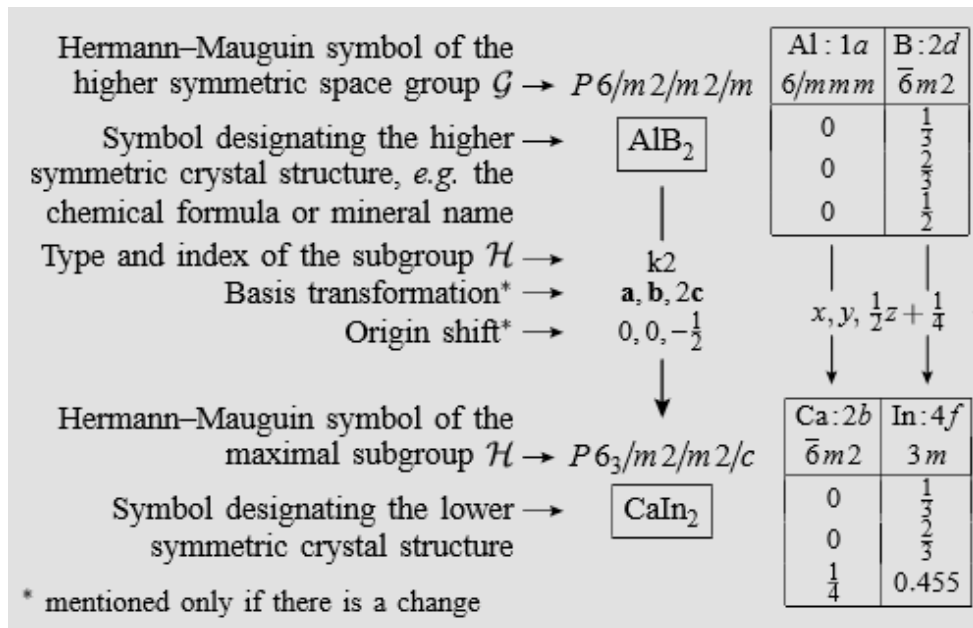 Hermann–Mauguin symbol of the
higher symmetric space group 𝒢 → P6/m2/m2/m
Symbol designating the higher → AlB₂
symmetric crystal structure, e.g. the
chemical formula or mineral name
Type and index of the subgroup ℋ → k2
Basis transformation* → a, b, 2c
Origin shift* → 0, 0, −1/2
Hermann–Mauguin symbol of the
maximal subgroup ℋ → P6₃/m2/m2/c
Symbol designating the lower → CaIn₂
symmetric crystal structure
* mentioned only if there is a change
Al:1a B:2d
6/mmm 6̅m2
0 1/3
0 2/3
0 1/2
x, y, 1/2z + 1/4
Ca:2b In:4f
6̅m2 3m
0 1/3
0 2/3
1/4 0.455